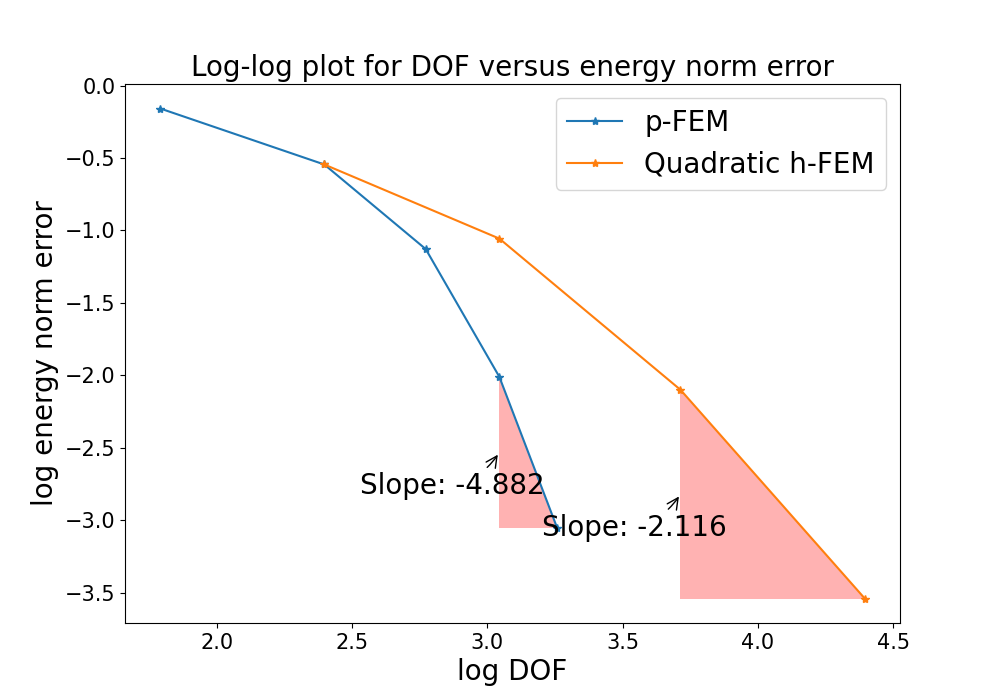 Log-log plot for DOF versus energy norm error
p-FEM
Quadratic h-FEM
log energy norm error
0.0
−0.5
−1.0
−1.5
−2.0
−2.5
−3.0
−3.5
Slope: -4.882
Slope: -2.116
2.0 2.5 3.0 3.5 4.0 4.5
log DOF